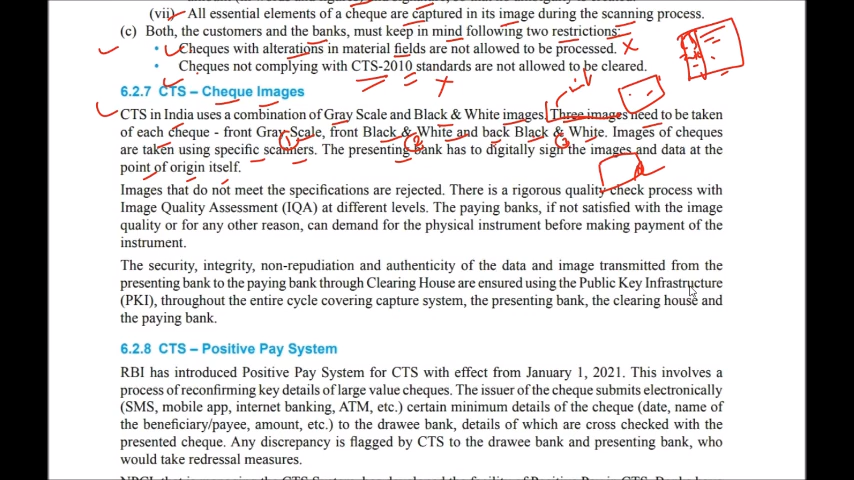 (vii) All essential elements of a cheque are captured in its image during the scanning process.
(c) Both, the customers and the banks, must keep in mind following two restrictions:
• Cheques with alterations in material fields are not allowed to be processed.
• Cheques not complying with CTS-2010 standards are not allowed to be cleared.
6.2.7 CTS – Cheque Images
CTS in India uses a combination of Gray Scale and Black & White images. Three images need to be taken
of each cheque - front Gray Scale, front Black & White and back Black & White. Images of cheques
are taken using specific scanners. The presenting bank has to digitally sign the images and data at the
point of origin itself.
Images that do not meet the specifications are rejected. There is a rigorous quality check process with
Image Quality Assessment (IQA) at different levels. The paying banks, if not satisfied with the image
quality or for any other reason, can demand for the physical instrument before making payment of the
instrument.
The security, integrity, non-repudiation and authenticity of the data and image transmitted from the
presenting bank to the paying bank through Clearing House are ensured using the Public Key Infrastructure
(PKI), throughout the entire cycle covering capture system, the presenting bank, the clearing house and
the paying bank.
6.2.8 CTS – Positive Pay System
RBI has introduced Positive Pay System for CTS with effect from January 1, 2021. This involves a
process of reconfirming key details of large value cheques. The issuer of the cheque submits electronically
(SMS, mobile app, internet banking, ATM, etc.) certain minimum details of the cheque (date, name of
the beneficiary/payee, amount, etc.) to the drawee bank, details of which are cross checked with the
presented cheque. Any discrepancy is flagged by CTS to the drawee bank and presenting bank, who
would take redressal measures.